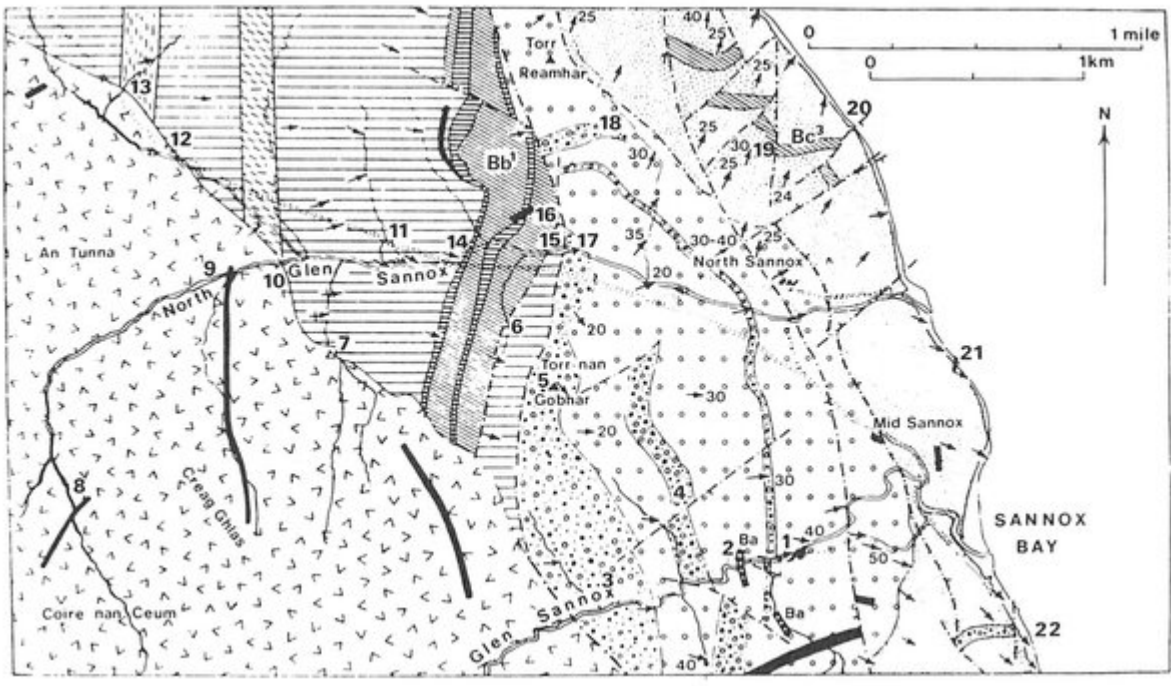 25
40
25
0
1 mile
0
1km
Torr
Reamhar
25
13
20
N
18
12
25
30
19
Bc³
Bb¹
30
25
25
24
16
11
35
14
15
17
30-40
25
An Tunna
9
North Sannox
10
Glen
Sannox
20
North
6
20
21
7
Torr-nan
5
Gobhar
30
20
Mid Sannox
8
Creag Ghlas
4
30
SANNOX
BAY
Ba
1
40
2
50
3
Coire nan Ceum
Glen Sannox
Ba
22
40